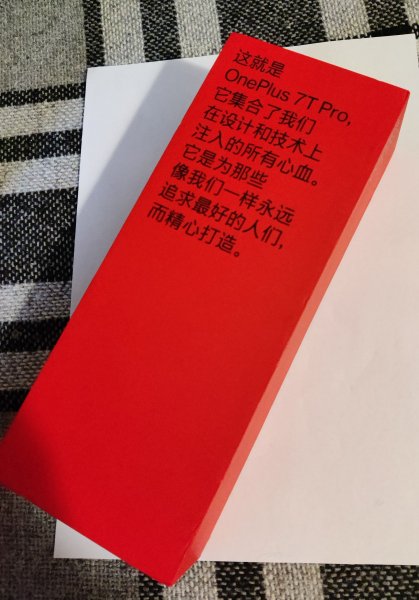 这就是
OnePlus 7T Pro,
它集合了我们
在设计和技术上
注入的所有心血。
它是为那些
像我们一样永远
追求最好的人们,
而精心打造。